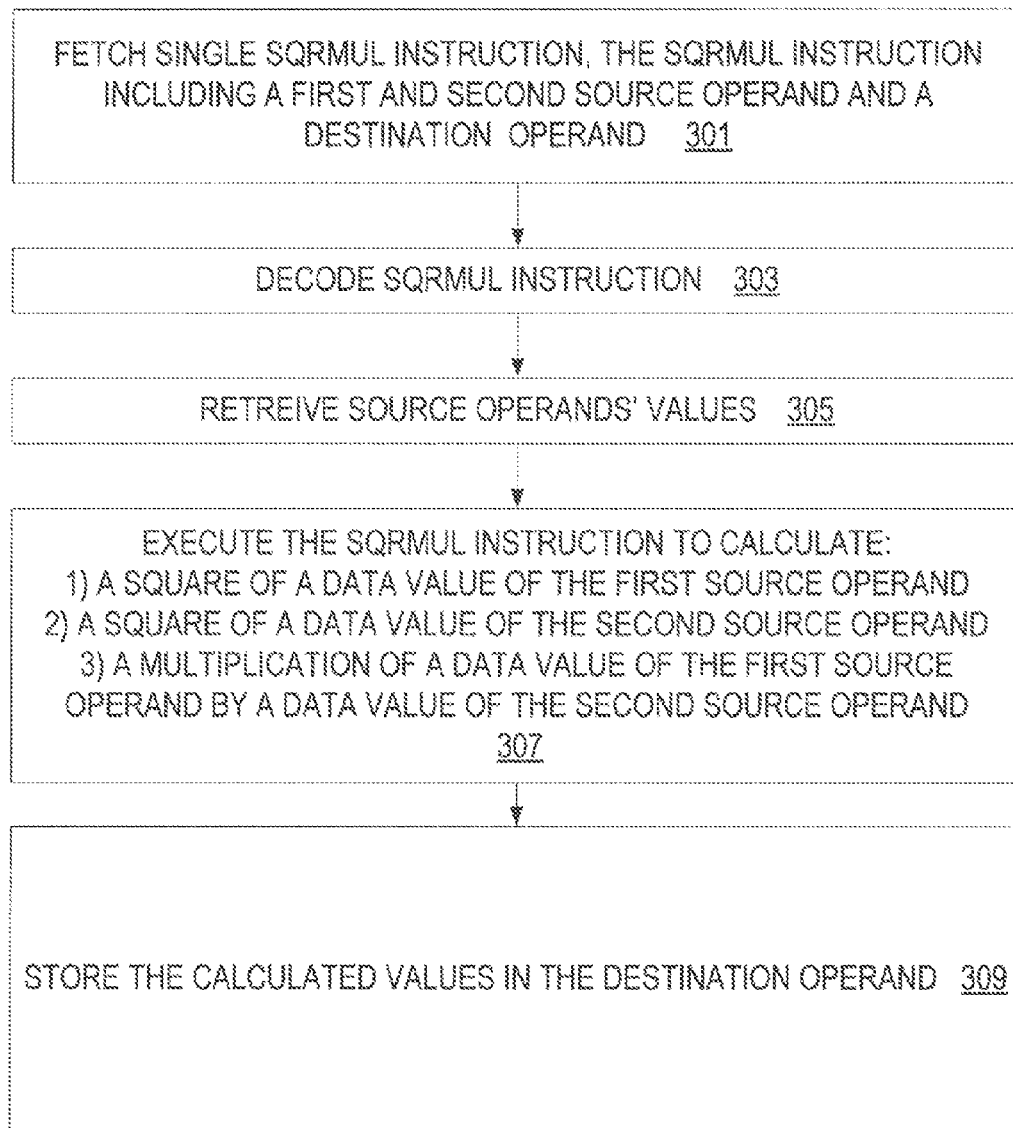 FETCH SINGLE SQRMUL INSTRUCTION, THE SQRMUL INSTRUCTION
INCLUDING A FIRST AND SECOND SOURCE OPERAND AND A
DESTINATION OPERAND 301
DECODE SQRMUL INSTRUCTION 303
RETREIVE SOURCE OPERANDS' VALUES 305
EXECUTE THE SQRMUL INSTRUCTION TO CALCULATE:
1) A SQUARE OF A DATA VALUE OF THE FIRST SOURCE OPERAND
2) A SQUARE OF A DATA VALUE OF THE SECOND SOURCE OPERAND
3) A MULTIPLICATION OF A DATA VALUE OF THE FIRST SOURCE
OPERAND BY A DATA VALUE OF THE SECOND SOURCE OPERAND
307
STORE THE CALCULATED VALUES IN THE DESTINATION OPERAND 309